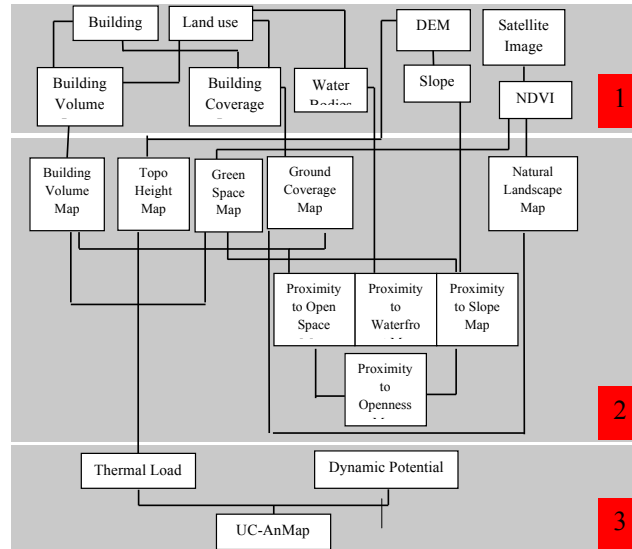 Building
Land use
DEM
Satellite
Image
Building
Volume
Building
Coverage
Water
Bodies
Slope
NDVI
1
Building
Volume
Map
Topo
Height
Map
Green
Space
Map
Ground
Coverage
Map
Natural
Landscape
Map
Proximity
to Open
Space
Proximity
to
Waterfro
Proximity
to Slope
Map
Proximity
to
Openness
2
Thermal Load
Dynamic Potential
UC-AnMap
3